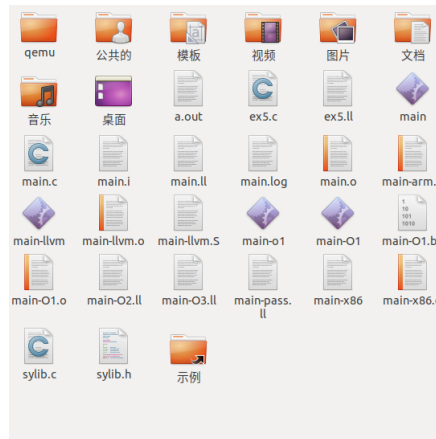 qemu 公共的 模板 视频 图片 文档
音乐 桌面 a.out ex5.c ex5.ll main
main.c main.i main.ll main.log main.o main-arm.
main-llvm main-llvm.o main-llvm.S main-o1 main-O1 main-O1.b
main-O1.o main-O2.ll main-O3.ll main-pass. main-x86 main-x86.
ll
sylib.c sylib.h 示例